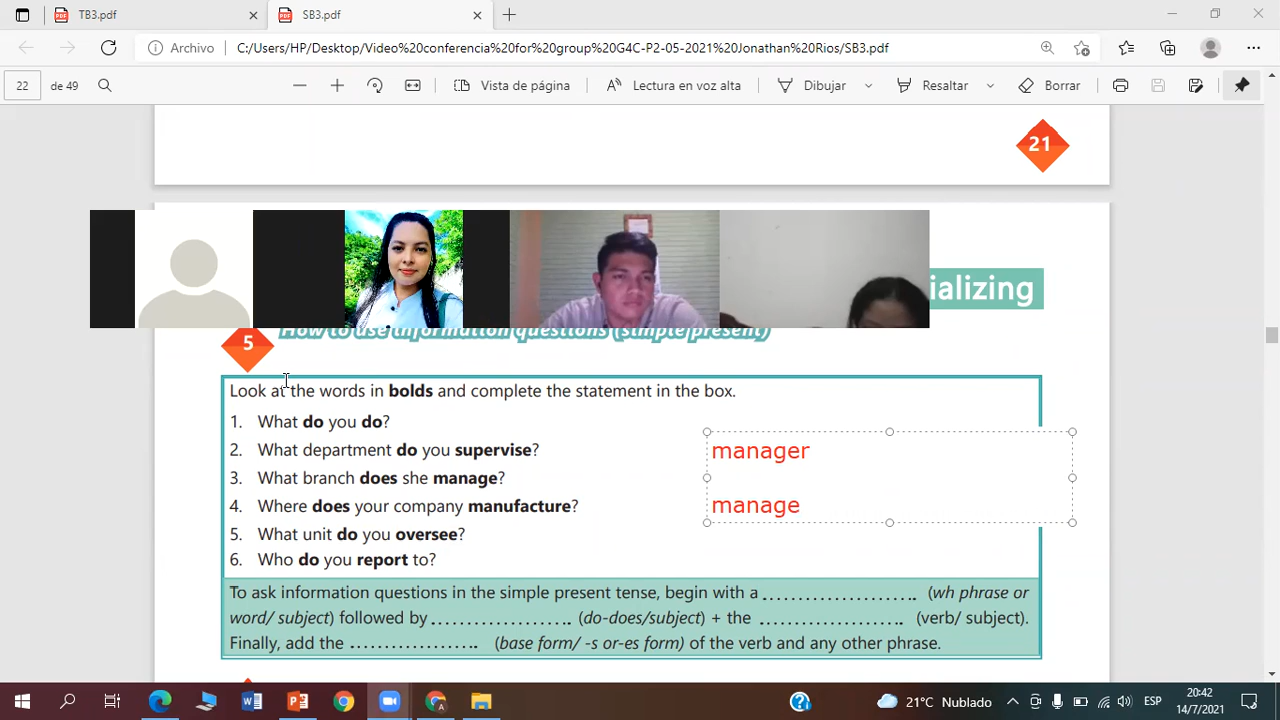 TB3.pdf
SB3.pdf
Archivo
C:/Users/HP/Desktop/Video%20conferencia%20for%20group%20G4C-P2-05-2021%20Jonathan%20Rios/SB3.pdf
22 de 49
Vista de página
Lectura en voz alta
Dibujar
Resaltar
Borrar
21
ializing
5
How to use information questions (simple present)
Look at the words in bolds and complete the statement in the box.
1. What do you do?
2. What department do you supervise?
3. What branch does she manage?
4. Where does your company manufacture?
5. What unit do you oversee?
6. Who do you report to?
manager
manage
To ask information questions in the simple present tense, begin with a .................... (wh phrase or
word/ subject) followed by .................... (do-does/subject) + the .................... (verb/ subject).
Finally, add the .................. (base form/ -s or-es form) of the verb and any other phrase.
21°C Nublado
ESP
20:42
14/7/2021